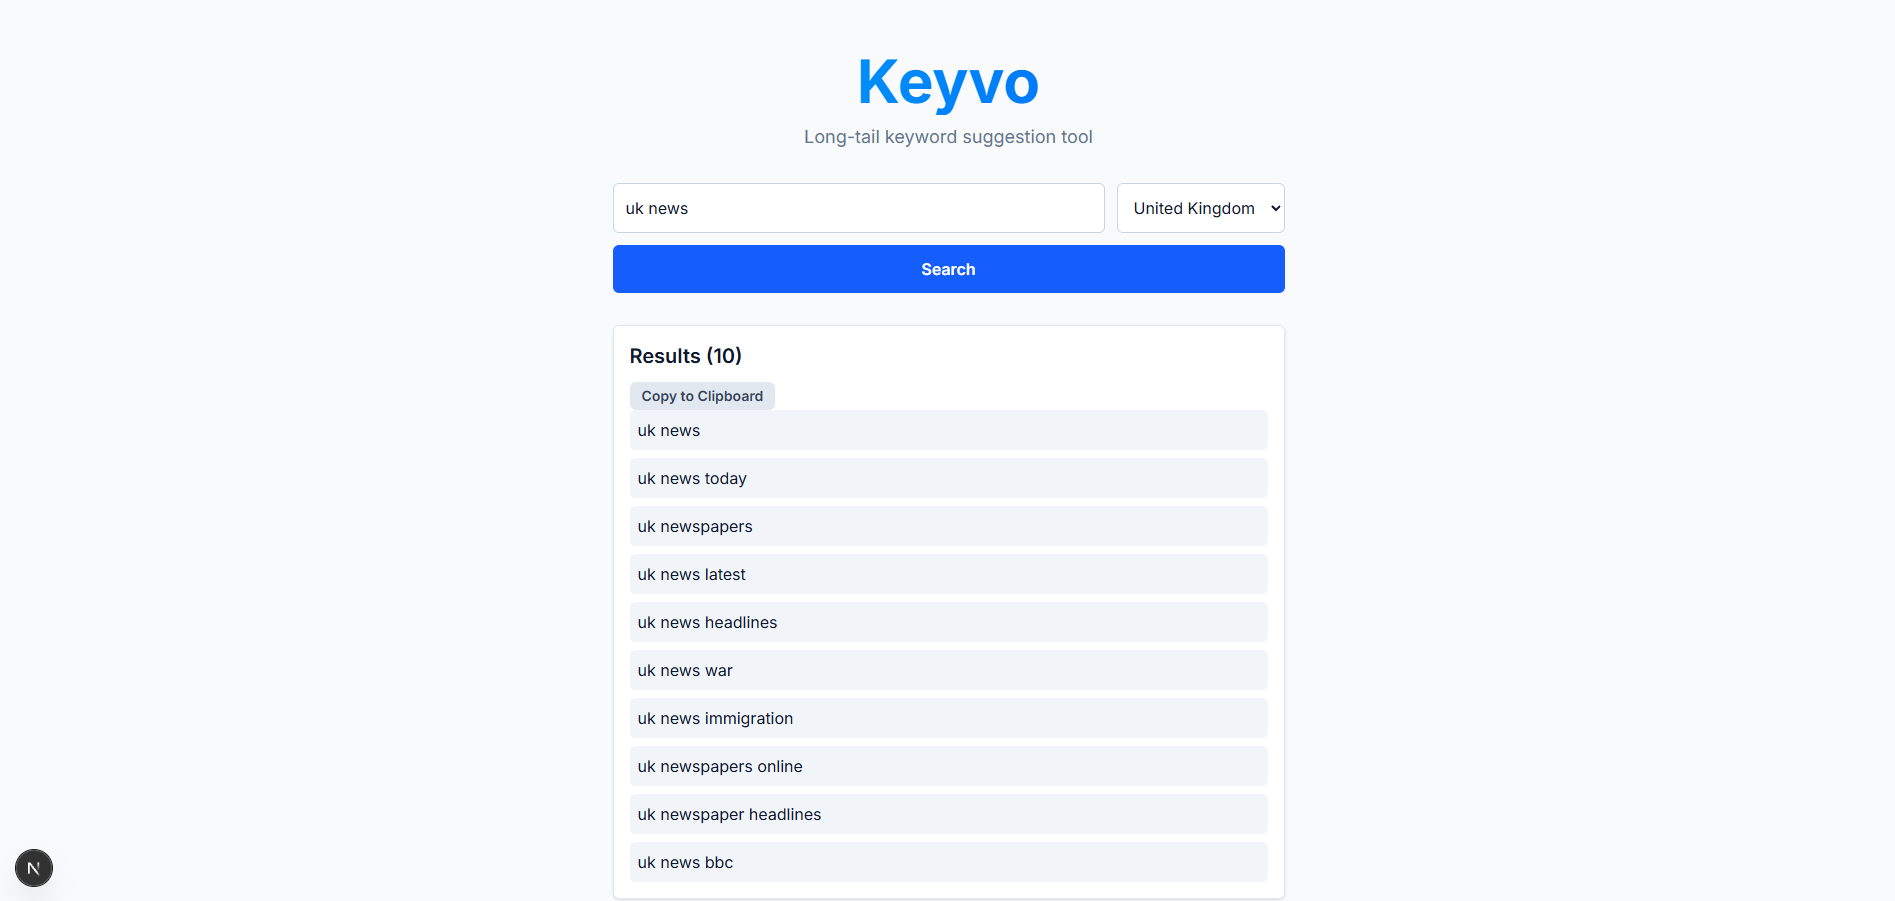 Keyvo
Long-tail keyword suggestion tool
uk news
United Kingdom
Search
Results (10)
Copy to Clipboard
uk news
uk news today
uk newspapers
uk news latest
uk news headlines
uk news war
uk news immigration
uk newspapers online
uk newspaper headlines
uk news bbc
N